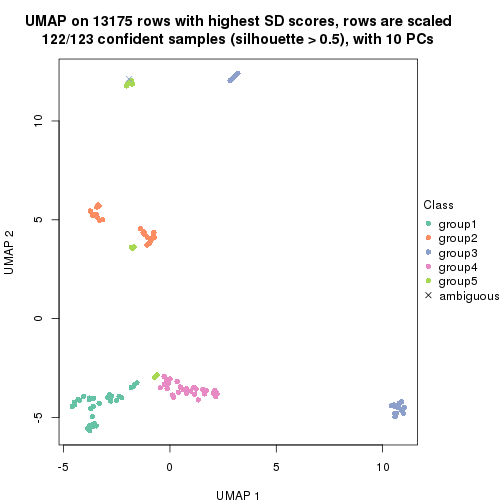 UMAP on 13175 rows with highest SD scores, rows are scaled
122/123 confident samples (silhouette > 0.5), with 10 PCs
10
5
0
-5
UMAP 2
-5
0
5
10
UMAP 1
Class
group1
group2
group3
group4
group5
ambiguous